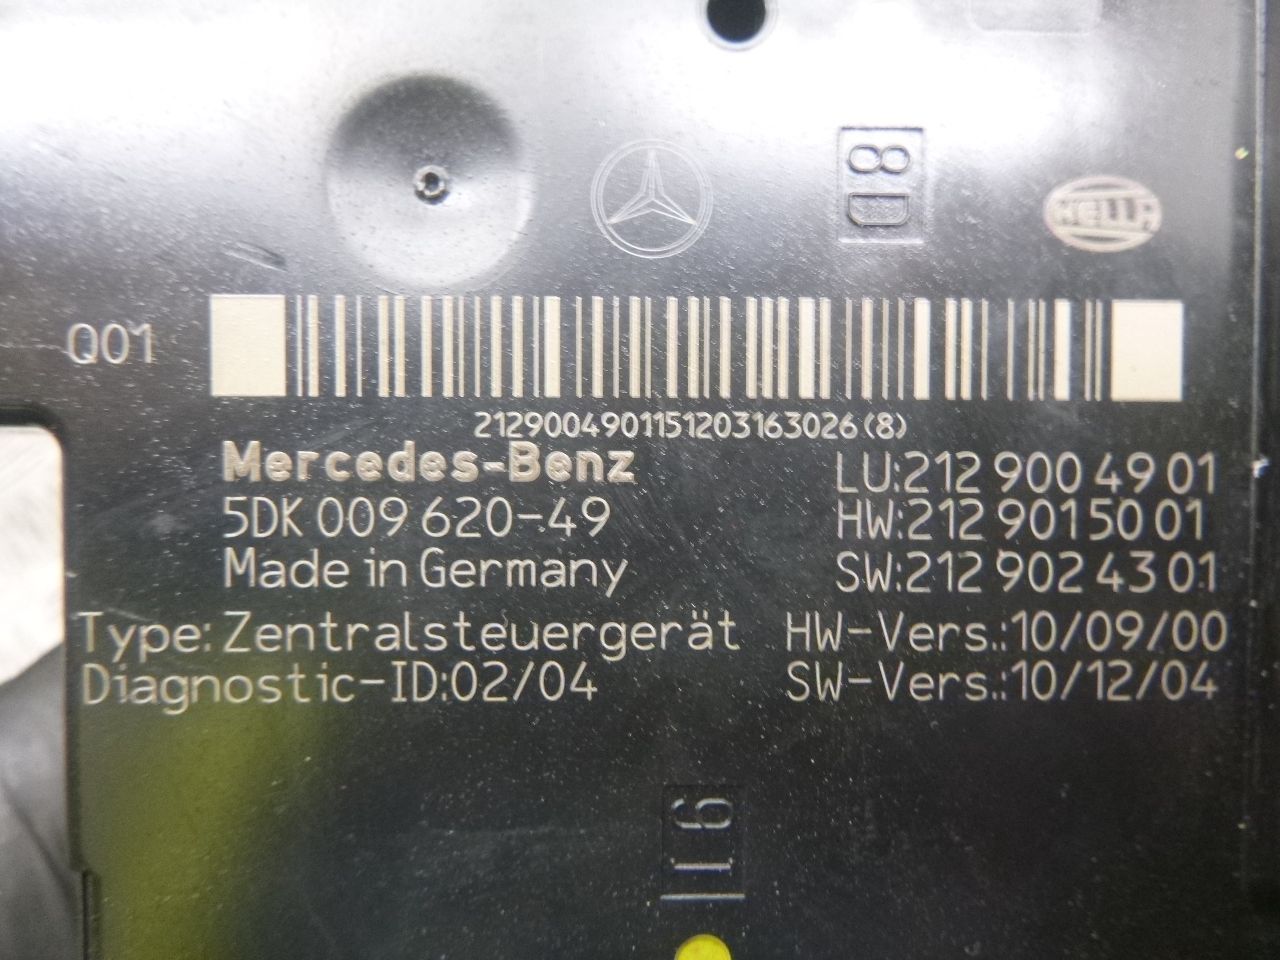 8D
HELLA
Q01
2129004901151203163026(8)
Mercedes-Benz
LU:212 900 49 01
5DK 009 620-49
HW:212 901 50 01
Made in Germany
SW:212 902 43 01
Type: Zentralsteuergerät
HW-Vers.:10/09/00
Diagnostic-ID:02/04
SW-Vers.:10/12/04